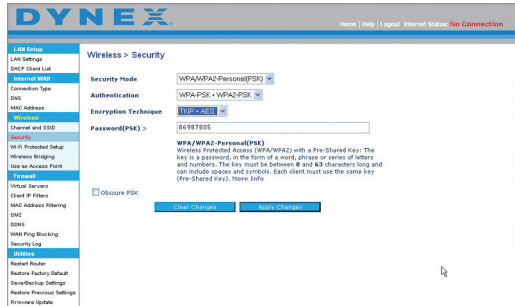 DYNEX.
Home | Help | Logout Internet Status: No Connection
LAN Setup
LAN Settings
DHCP Client List
Internet WAN
Connection Type
DNS
MAC Address
Wireless
Channel and SSID
Security
Wi-Fi Protected Setup
Wireless Bridging
Use as Access Point
Firewall
Virtual Servers
Client IP Filters
MAC Address Filtering
DMZ
DDNS
WAN Ping Blocking
Security Log
Utilities
Restart Router
Restore Factory Default
Save/Backup Settings
Restore Previous Settings
Firmware Update
Wireless > Security
Security Mode WPA/WPA2-Personal(PSK)
Authentication WPA-PSK + WPA2-PSK
Encryption Technique TKIP + AES
Password(PSK) > 86987805
WPA/WPA2-Personal(PSK)
Wireless Protected Access (WPA/WPA2) with a Pre-Shared Key: The
key is a password, in the form of a word, phrase or series of letters
and numbers. The key must be between 8 and 63 characters long and
can include spaces and symbols. Each client must use the same key
(Pre-Shared Key). More Info
Obscure PSK
Clear Changes Apply Changes